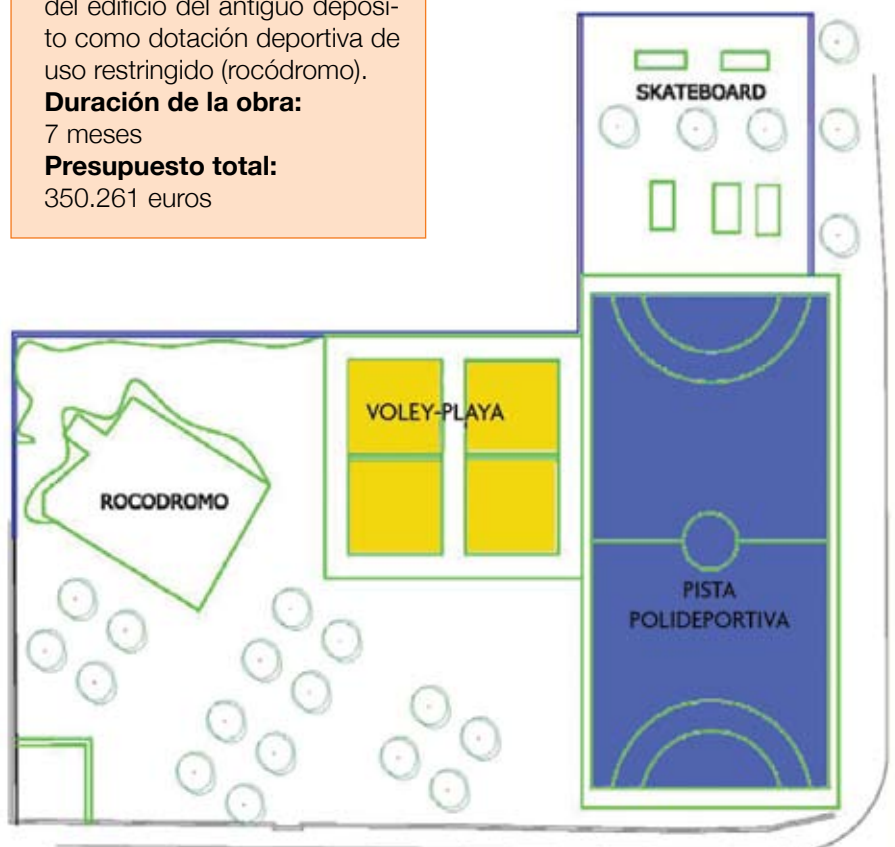 del edificio del antiguo depósi-
to como dotación deportiva de
uso restringido (rocódromo).
Duración de la obra:
7 meses
Presupuesto total:
350.261 euros
SKATEBOARD
VOLEY-PLAYA
ROCODROMO
PISTA
POLIDEPORTIVA